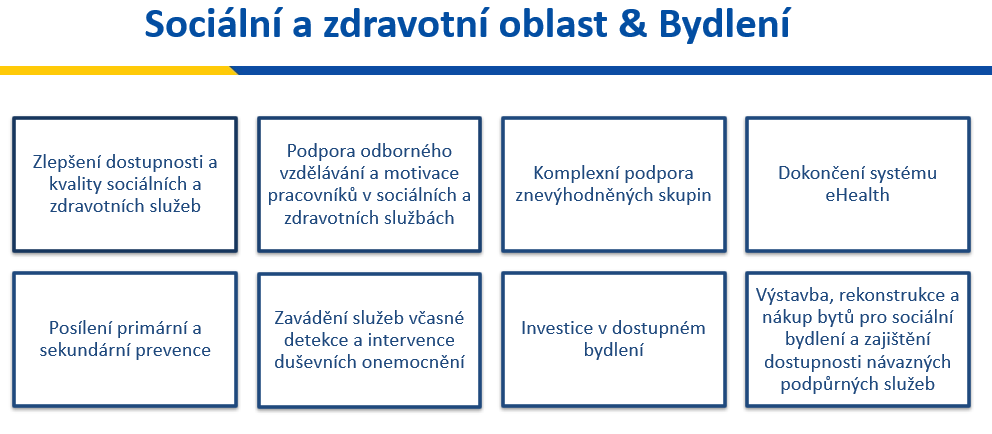 Sociální a zdravotní oblast & Bydlení
Zlepšení dostupnosti a
kvality sociálních a
zdravotních služeb
Podpora odborného
vzdělávání a motivace
pracovníků v sociálních a
zdravotních službách
Komplexní podpora
znevýhodněných skupin
Dokončení systému
eHealth
Posílení primární a
sekundární prevence
Zavádění služeb včasné
detekce a intervence
duševních onemocnění
Investice v dostupném
bydlení
Výstavba, rekonstrukce a
nákup bytů pro sociální
bydlení a zajištění
dostupnosti návazných
podpůrných služeb